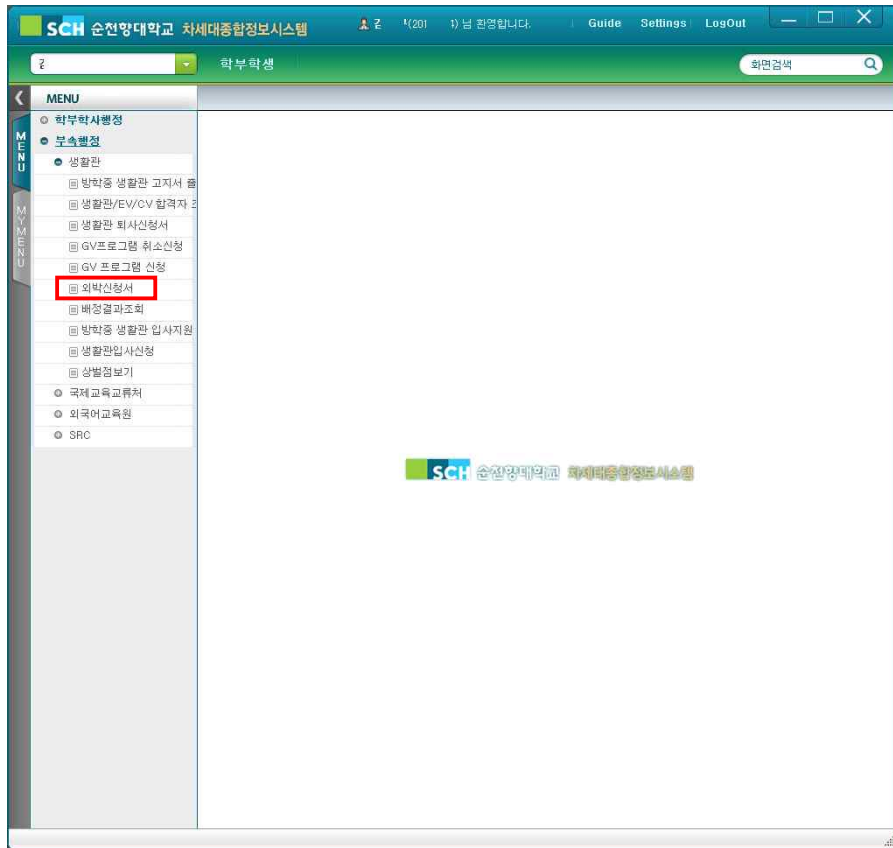 SCH 순천향대학교 차세대종합정보시스템
(201 1) 님 환영합니다.
Guide Settings LogOut
학부학생
화면검색
MENU
MENU
MYMENU
학부학사행정
부속행정
생활관
방학중 생활관 고지서 출
생활관/EV/CV 합격자
생활관 퇴사신청서
GV프로그램 취소신청
GV 프로그램 신청
외박신청서
배정결과조회
방학중 생활관 입사지원
생활관입사신청
상벌점보기
국제교육교류처
외국어교육원
SRC
SCH 순천향대학교 차세대종합정보시스템